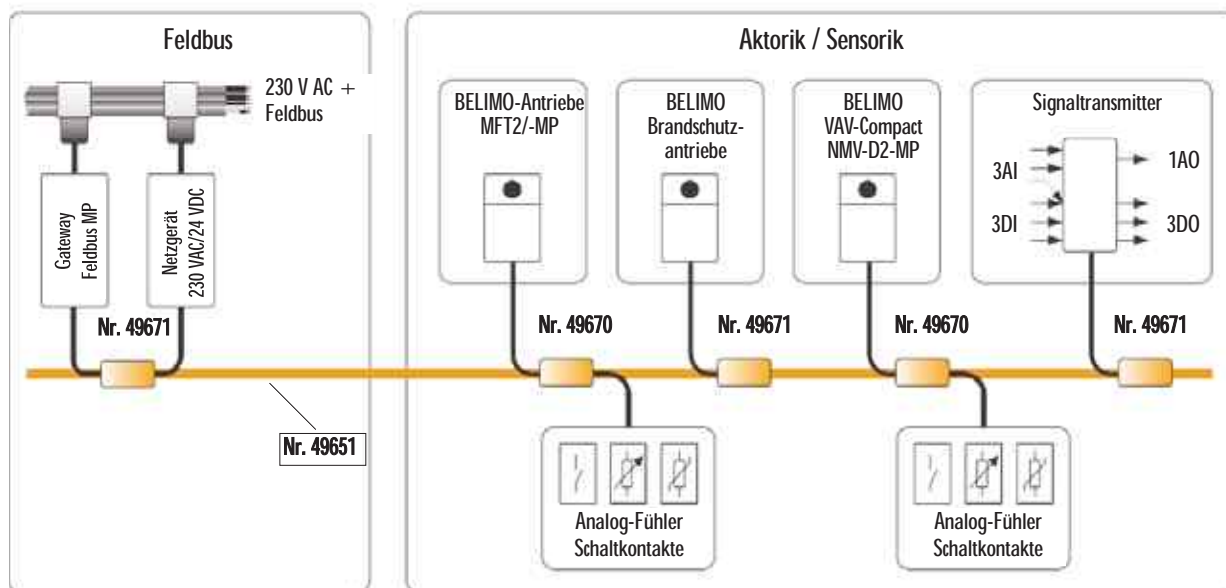 Feldbus
230 V AC +
Feldbus
Gateway
Feldbus MP
Netzgerät
230 VAC/24 VDC
Nr. 49671
Nr. 49651
Aktorik / Sensorik
BELIMO-Antriebe
MFT2/-MP
BELIMO
Brandschutz-
antriebe
BELIMO
VAV-Compact
NMV-D2-MP
Signaltransmitter
3AI
1AO
3DI
3DO
Nr. 49670
Nr. 49671
Nr. 49670
Nr. 49671
Analog-Fühler
Schaltkontakte
Analog-Fühler
Schaltkontakte